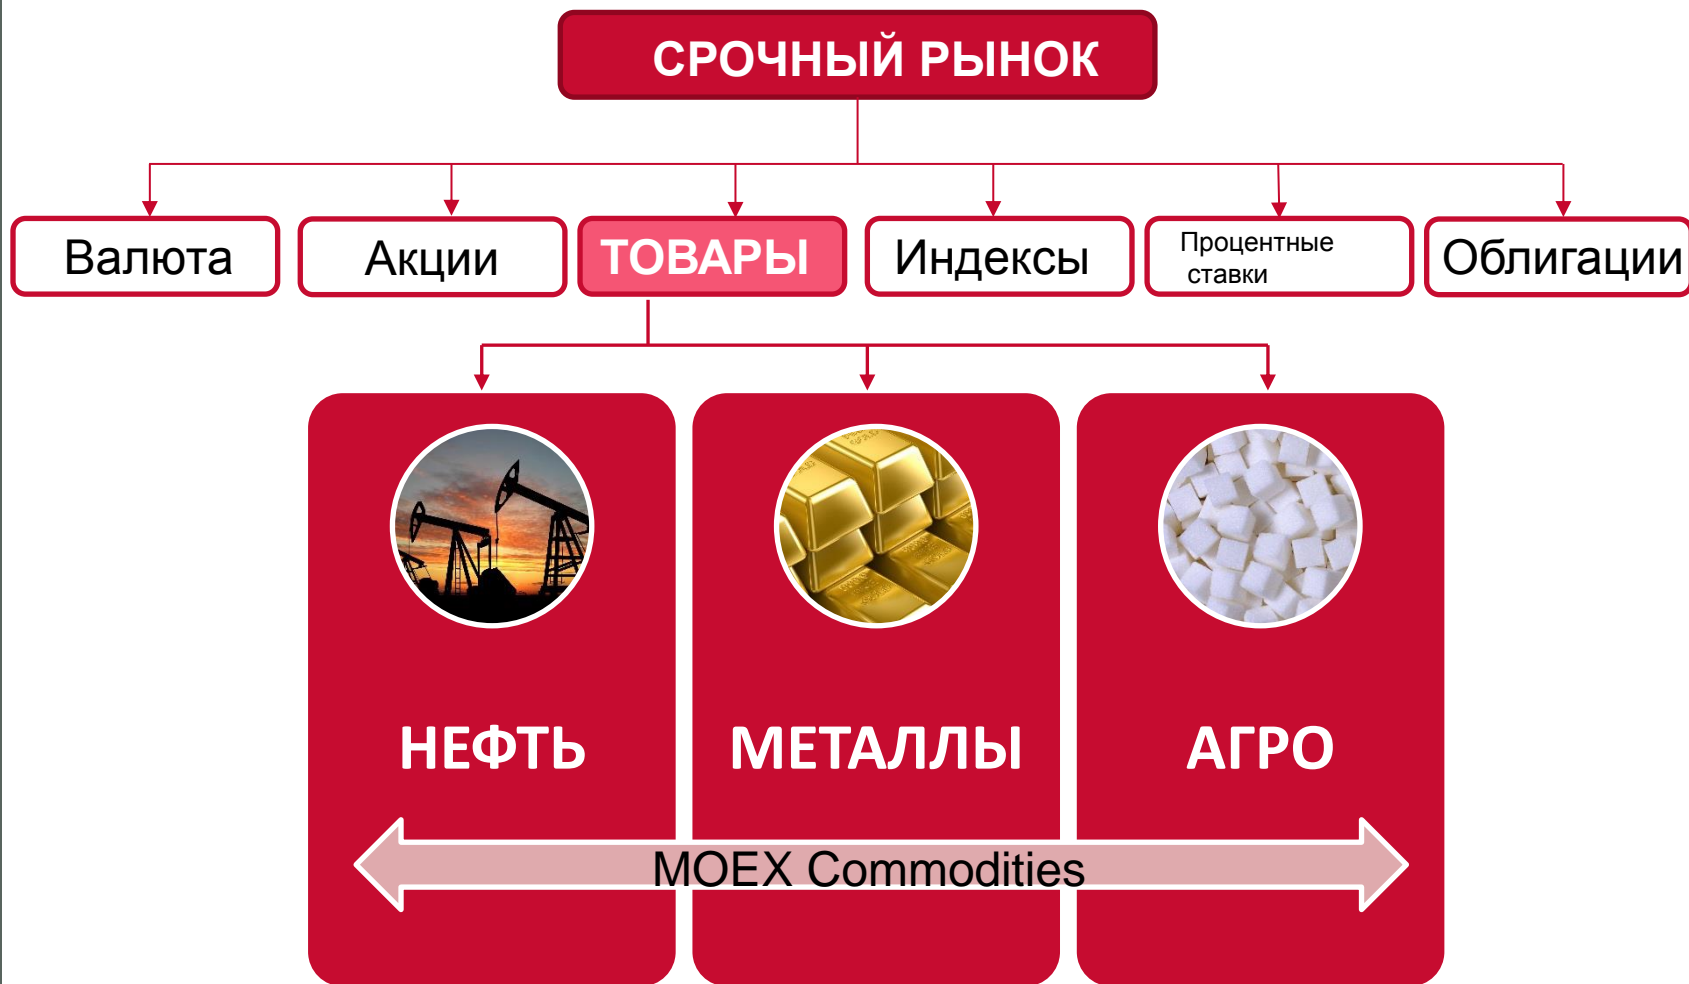 СРОЧНЫЙ РЫНОК
Валюта
Акции
ТОВАРЫ
Индексы
Процентные
ставки
Облигации
НЕФТЬ
МЕТАЛЛЫ
АГРО
MOEX Commodities